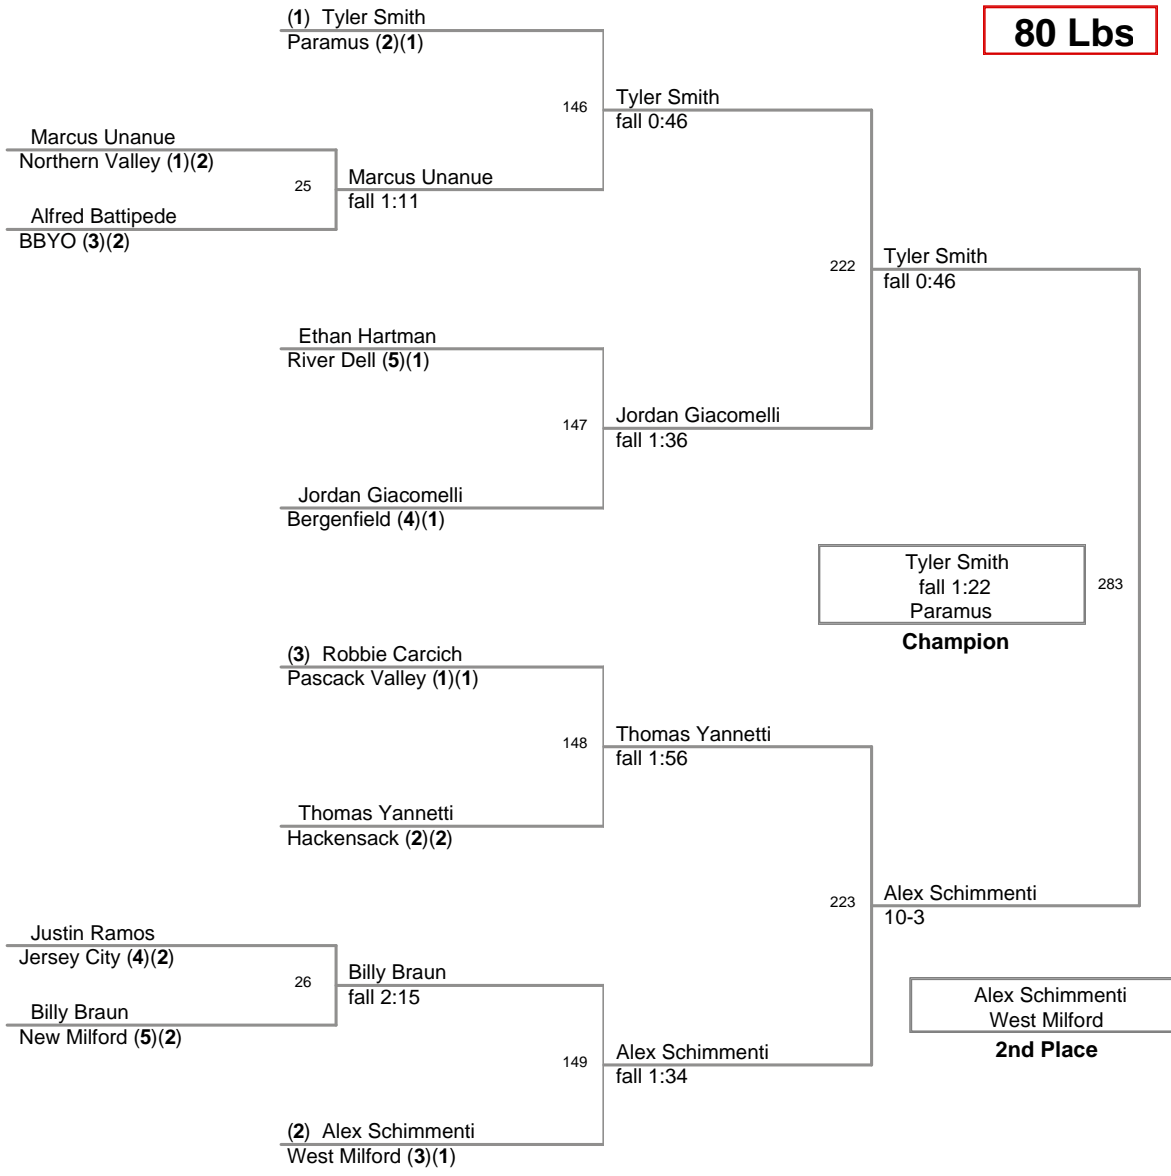 (1) Tyler Smith
Paramus (2)(1)
80 Lbs
146
Tyler Smith
fall 0:46
Marcus Unanue
Northern Valley (1)(2)
25
Marcus Unanue
fall 1:11
Alfred Battipede
BBYO (3)(2)
222
Tyler Smith
fall 0:46
Ethan Hartman
River Dell (5)(1)
147
Jordan Giacomelli
fall 1:36
Jordan Giacomelli
Bergenfield (4)(1)
Tyler Smith
fall 1:22
Paramus
283
Champion
(3) Robbie Carcich
Pascack Valley (1)(1)
148
Thomas Yannetti
fall 1:56
Thomas Yannetti
Hackensack (2)(2)
223
Alex Schimmenti
10-3
Justin Ramos
Jersey City (4)(2)
26
Billy Braun
fall 2:15
Billy Braun
New Milford (5)(2)
Alex Schimmenti
West Milford
2nd Place
149
Alex Schimmenti
fall 1:34
(2) Alex Schimmenti
West Milford (3)(1)